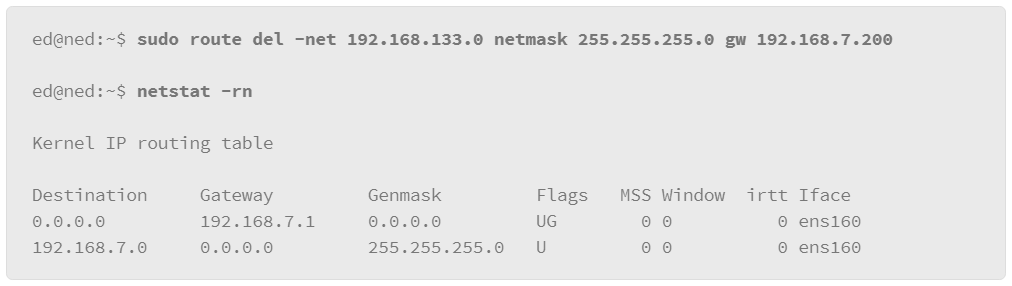 ed@ned:~$ sudo route del -net 192.168.133.0 netmask 255.255.255.0 gw 192.168.7.200
ed@ned:~$ netstat -rn
Kernel IP routing table
Destination Gateway Genmask Flags MSS Window irtt Iface
0.0.0.0 192.168.7.1 0.0.0.0 UG 0 0 0 ens160
192.168.7.0 0.0.0.0 255.255.255.0 U 0 0 0 ens160